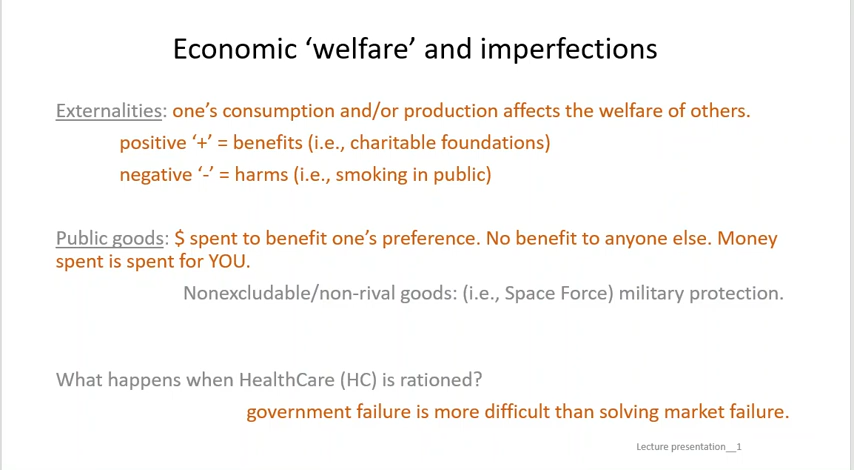 Economic ‘welfare’ and imperfections
Externalities: one’s consumption and/or production affects the welfare of others.
positive ‘+’ = benefits (i.e., charitable foundations)
negative ‘-’ = harms (i.e., smoking in public)
Public goods: $ spent to benefit one’s preference. No benefit to anyone else. Money
spent is spent for YOU.
Nonexcludable/non-rival goods: (i.e., Space Force) military protection.
What happens when HealthCare (HC) is rationed?
government failure is more difficult than solving market failure.
Lecture presentation__1